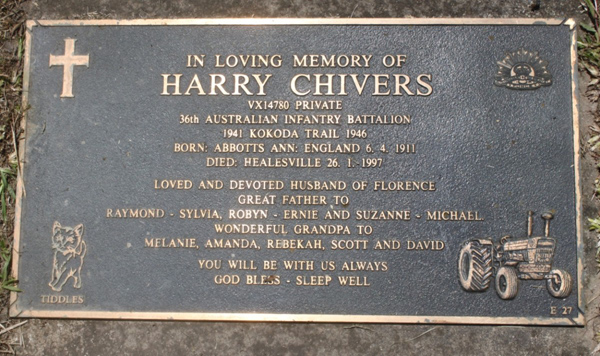 IN LOVING MEMORY OF
HARRY CHIVERS
VX14780 PRIVATE
36th AUSTRALIAN INFANTRY BATTALION
1941 KOKODA TRAIL 1946
BORN: ABBOTTS ANN: ENGLAND 6. 4. 1911
DIED: HEALESVILLE 26. 1. 1997
LOVED AND DEVOTED HUSBAND OF FLORENCE
GREAT FATHER TO
RAYMOND - SYLVIA, ROBYN - ERNIE AND SUZANNE - MICHAEL.
WONDERFUL GRANDPA TO
MELANIE, AMANDA, REBEKAH, SCOTT AND DAVID
YOU WILL BE WITH US ALWAYS
GOD BLESS - SLEEP WELL
TIDDLES
E 27